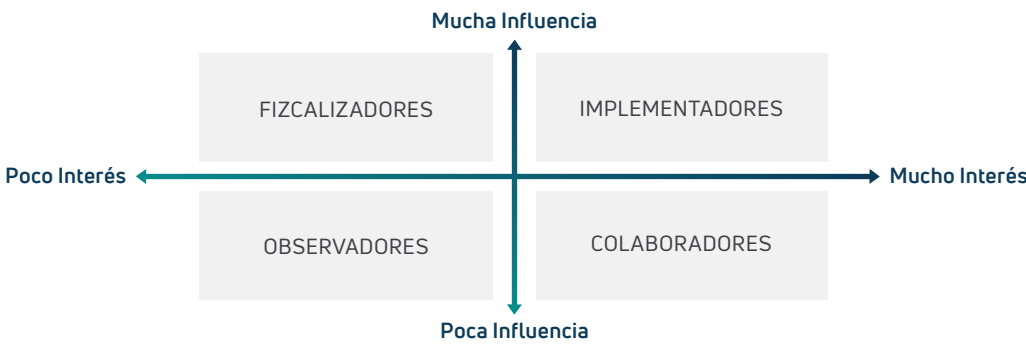 Mucha Influencia
FIZCALIZADORES
IMPLEMENTADORES
Poco Interés
Mucho Interés
OBSERVADORES
COLABORADORES
Poca Influencia